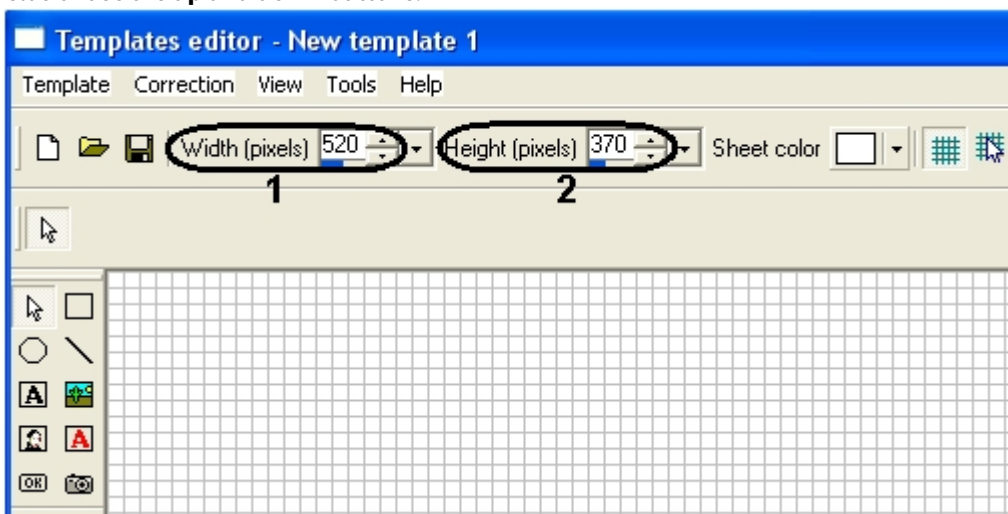 Templates editor - New template 1
Template Correction View Tools Help
Width (pixels) 520 Height (pixels) 370 Sheet color
1 2
A
A
OK